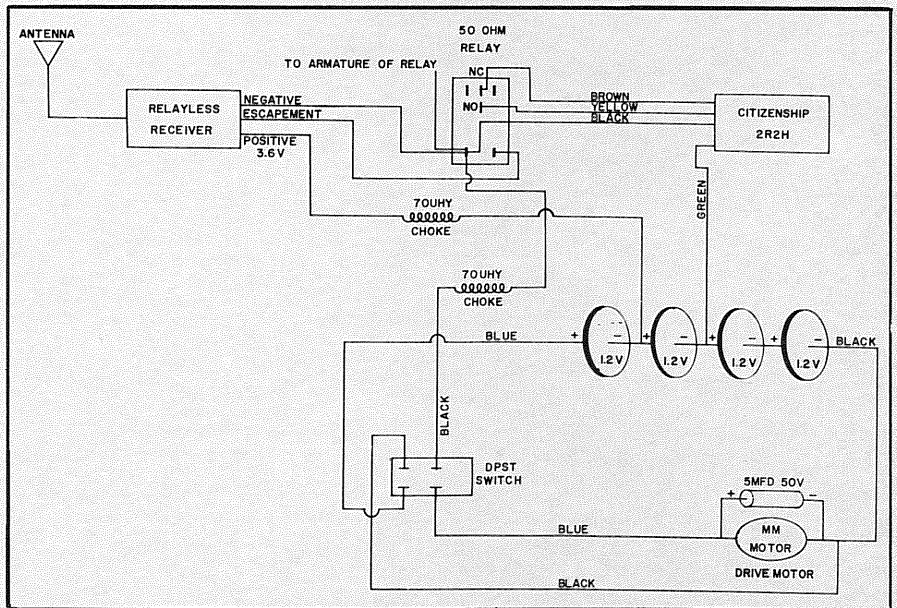 ANTENNA
50 OHM
RELAY
TO ARMATURE OF RELAY
NC
NO
RELAYLESS
RECEIVER
NEGATIVE
ESCAPEMENT
POSITIVE
3.6V
BROWN
YELLOW
BLACK
CITIZENSHIP
2R2H
GREEN
70UHY
CHOKE
70UHY
CHOKE
BLUE
+ - + - + - + -
1.2V 1.2V 1.2V 1.2V
BLACK
BLACK
DPST
SWITCH
5MFD 50V
+ -
BLUE
MM
MOTOR
DRIVE MOTOR
BLACK